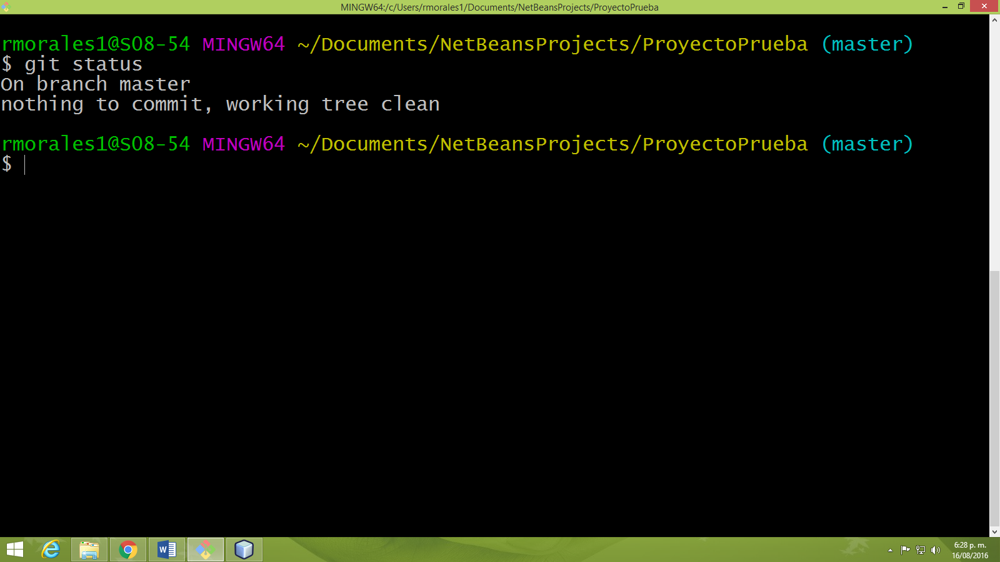 MINGW64:/c/Users/rmorales1/Documents/NetBeansProjects/ProyectoPrueba
rmorales1@S08-54 MINGW64 ~/Documents/NetBeansProjects/ProyectoPrueba (master)
$ git status
On branch master
nothing to commit, working tree clean
rmorales1@S08-54 MINGW64 ~/Documents/NetBeansProjects/ProyectoPrueba (master)
$
6:28 p. m.
16/08/2016